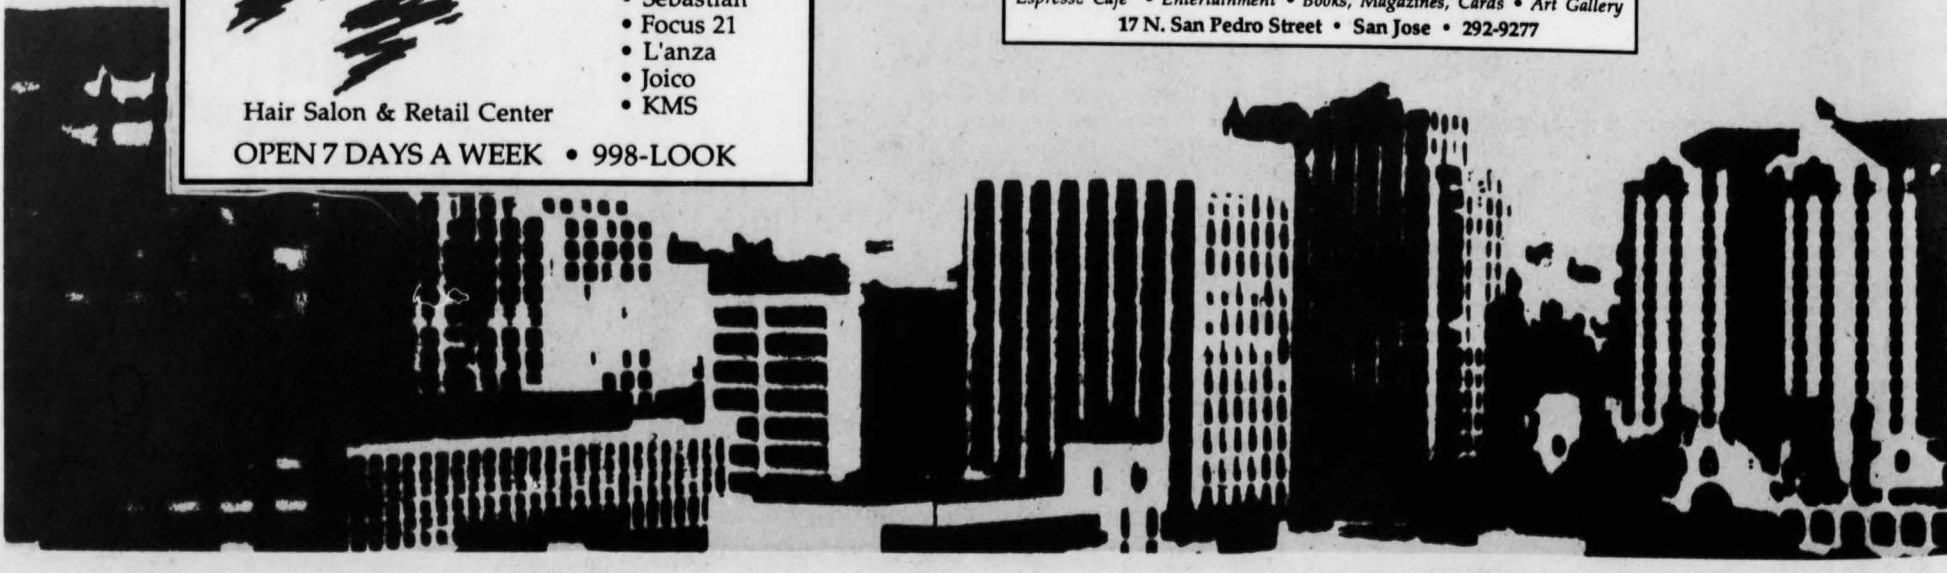 • Sebastian
• Focus 21
• L'anza
• Joico
• KMS
Hair Salon & Retail Center
OPEN 7 DAYS A WEEK • 998-LOOK
Espresso Cafe • Entertainment • Books, Magazines, Cards • Art Gallery
17 N. San Pedro Street • San Jose • 292-9277